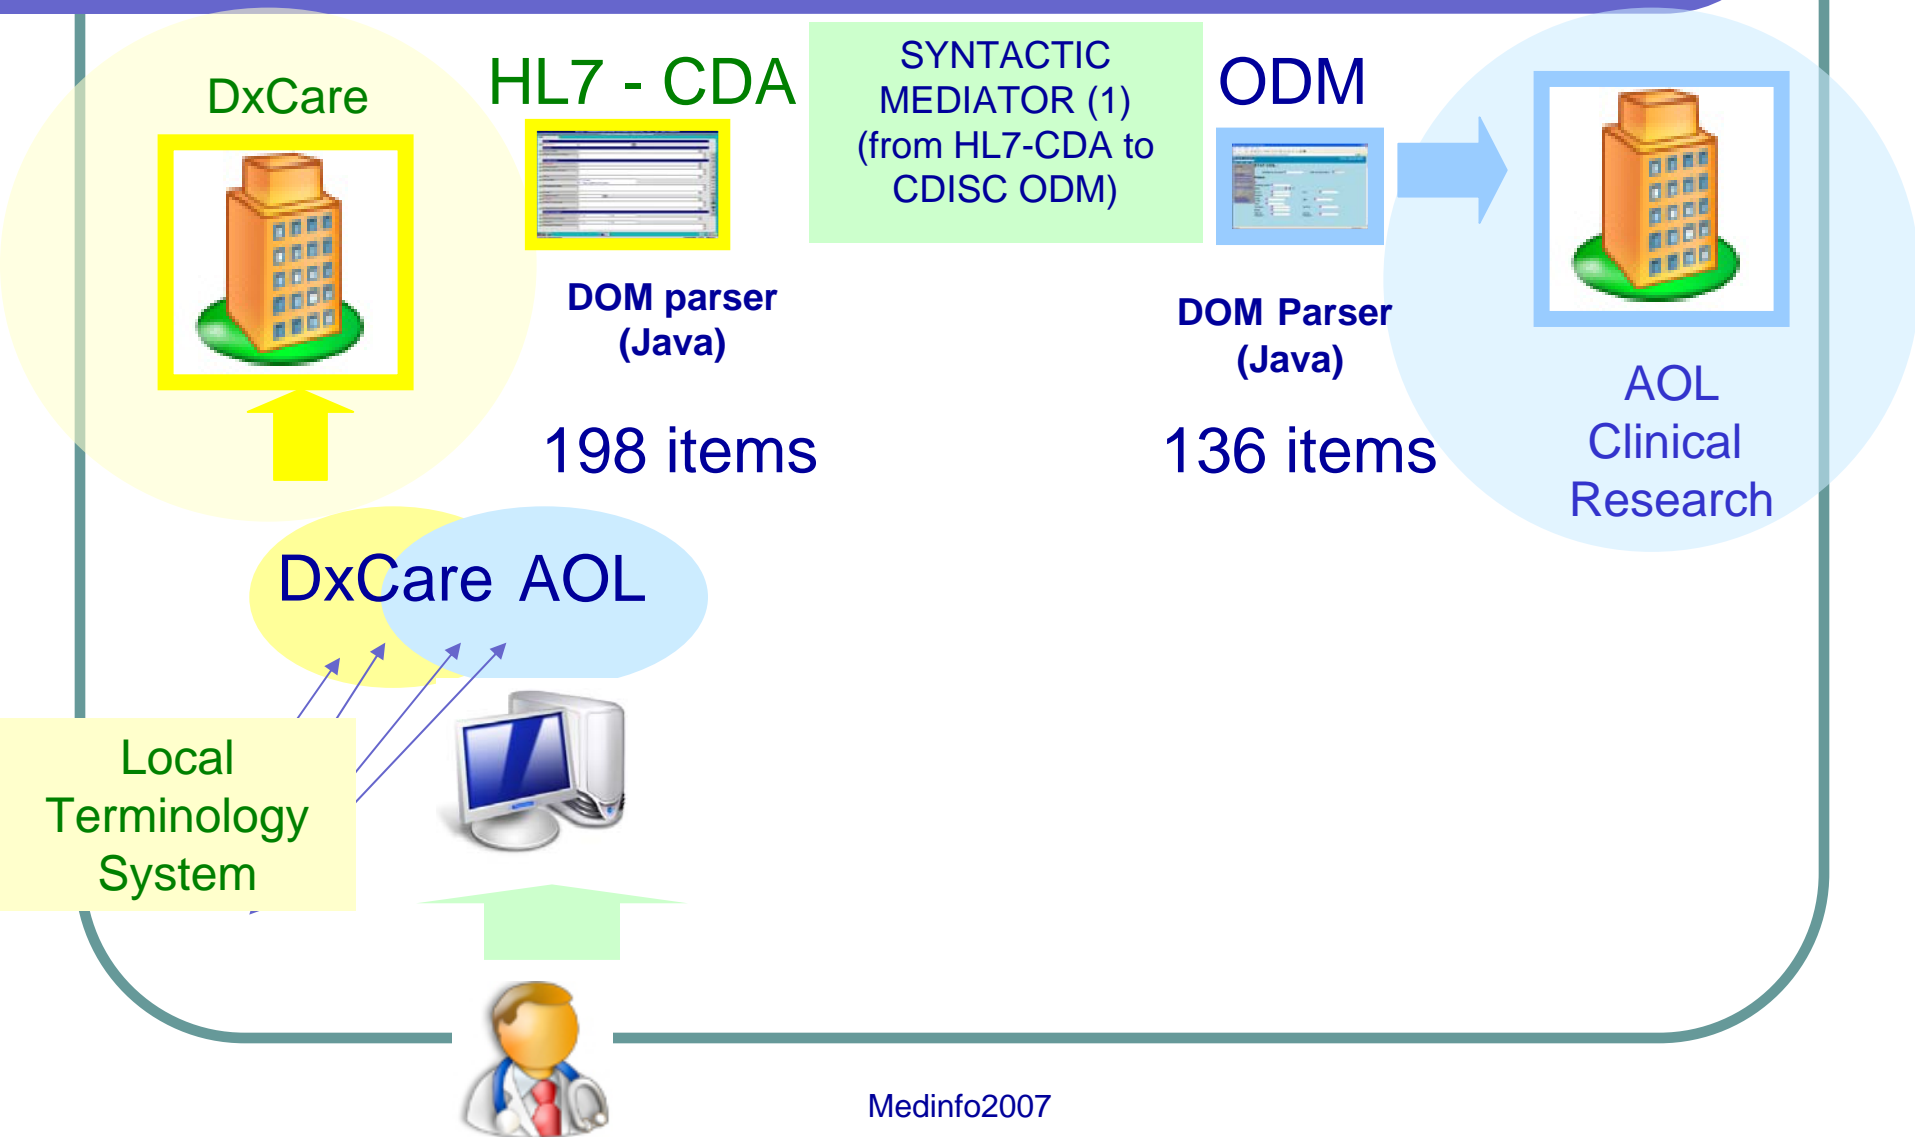 DxCare
HL7 - CDA
SYNTACTIC
MEDIATOR (1)
(from HL7-CDA to
CDISC ODM)
ODM
DOM parser
(Java)
DOM Parser
(Java)
198 items
136 items
AOL
Clinical
Research
DxCare AOL
Local
Terminology
System
Medinfo2007